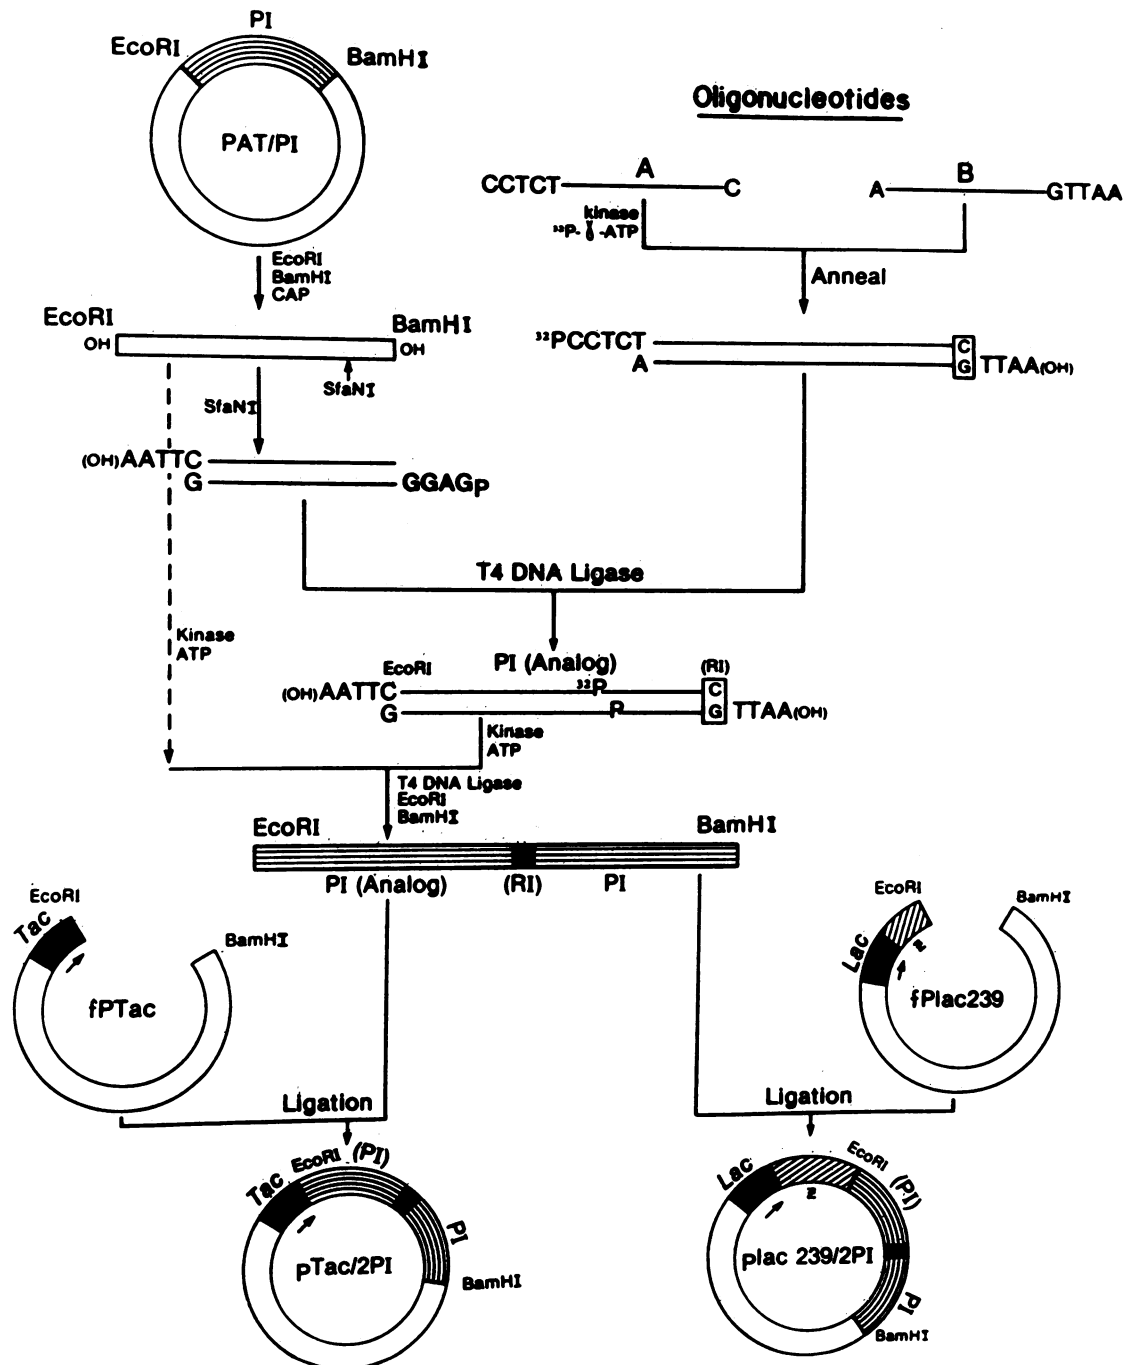 PI
EcoRI
BamHI
PAT/PI
EcoRI
BamHI
CAP
Oligonucleotides
A
CCTCT
C
kinase
³²P-γ-ATP
B
A
GTTAA
Anneal
EcoRI
BamHI
OH
OH
SfaNI
SfaNI
³²PCCTCT
C
A
G
TTAA(OH)
(OH)AATTC
G
GGAGp
T4 DNA Ligase
Kinase
ATP
PI (Analog)
EcoRI
(RI)
³²P
(OH)AATTC
C
G
P
G
TTAA(OH)
Kinase
ATP
T4 DNA Ligase
EcoRI
BamHI
EcoRI
BamHI
PI (Analog)
(RI)
PI
EcoRI
Tac
BamHI
fPTac
EcoRI
BamHI
Lac
z
fPlac239
Ligation
Ligation
Tac
EcoRI
(PI)
PI
pTac/2PI
BamHI
Lac
EcoRI
(PI)
z
plac 239/2PI
PI
BamHI